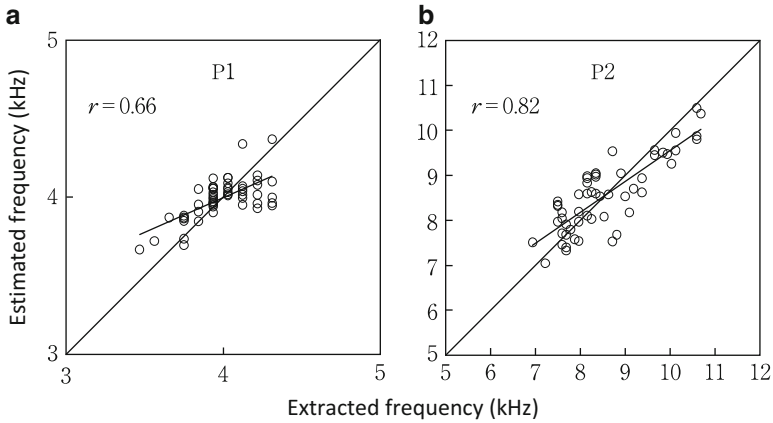 a
P1
r=0.66
5
4
3
3
4
5
b
P2
r=0.82
12
11
10
9
8
7
6
5
5
6
7
8
9
10
11
12
Estimated frequency (kHz)
Extracted frequency (kHz)